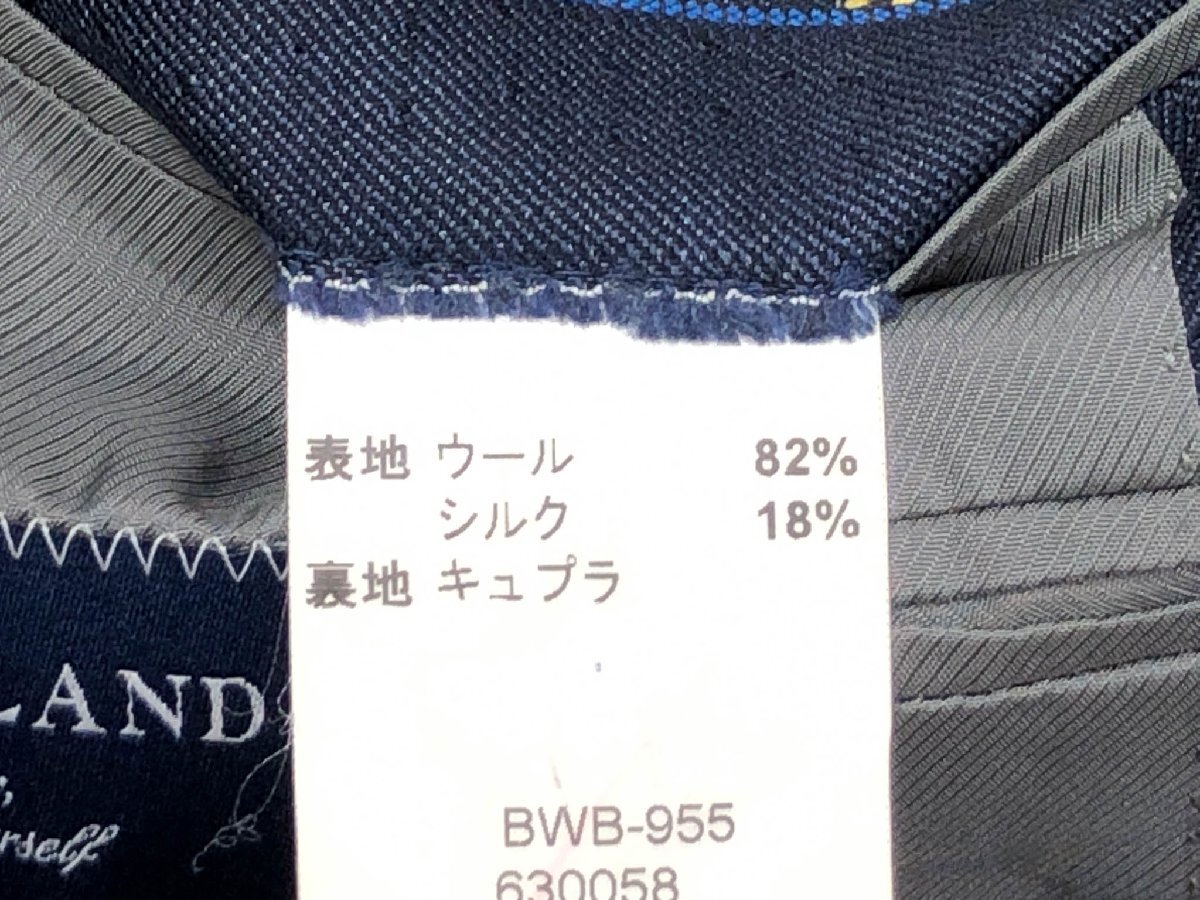 表地 ウール 82%
シルク 18%
裏地 キュプラ
LAND
BWB-955
rself
630058